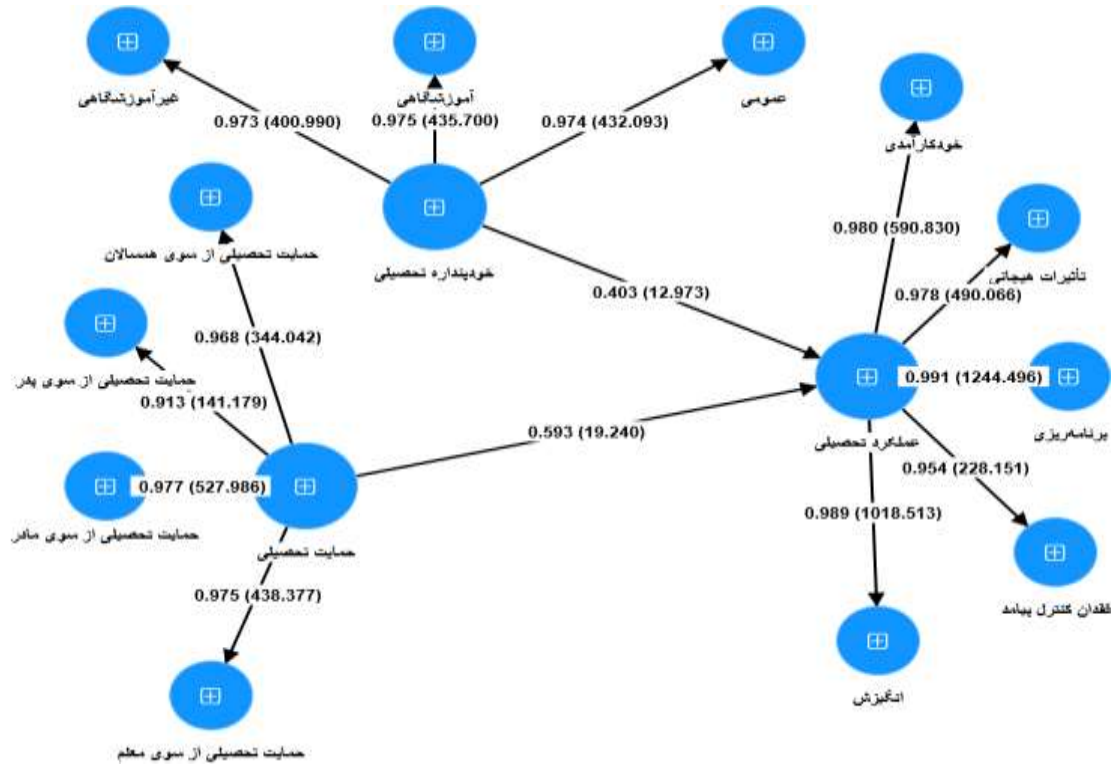 غیرآموزشگاهی
آموزشگاهی
عمومی
خودکارآمدی
0.973 (400.990)
0.975 (435.700)
0.974 (432.093)
حمایت تحصیلی از سوی همسالان
خودپنداره تحصیلی
0.980 (590.830)
تأثیرات هیجانی
0.978 (490.066)
0.403 (12.973)
0.968 (344.042)
حمایت تحصیلی از سوی پدر
0.913 (141.179)
0.991 (1244.496)
عملکرد تحصیلی
برنامه‌ریزی
0.593 (19.240)
0.954 (228.151)
0.977 (527.986)
0.989 (1018.513)
حمایت تحصیلی از سوی مادر
حمایت تحصیلی
0.975 (438.377)
فقدان کنترل پیامد
انگیزش
حمایت تحصیلی از سوی معلم